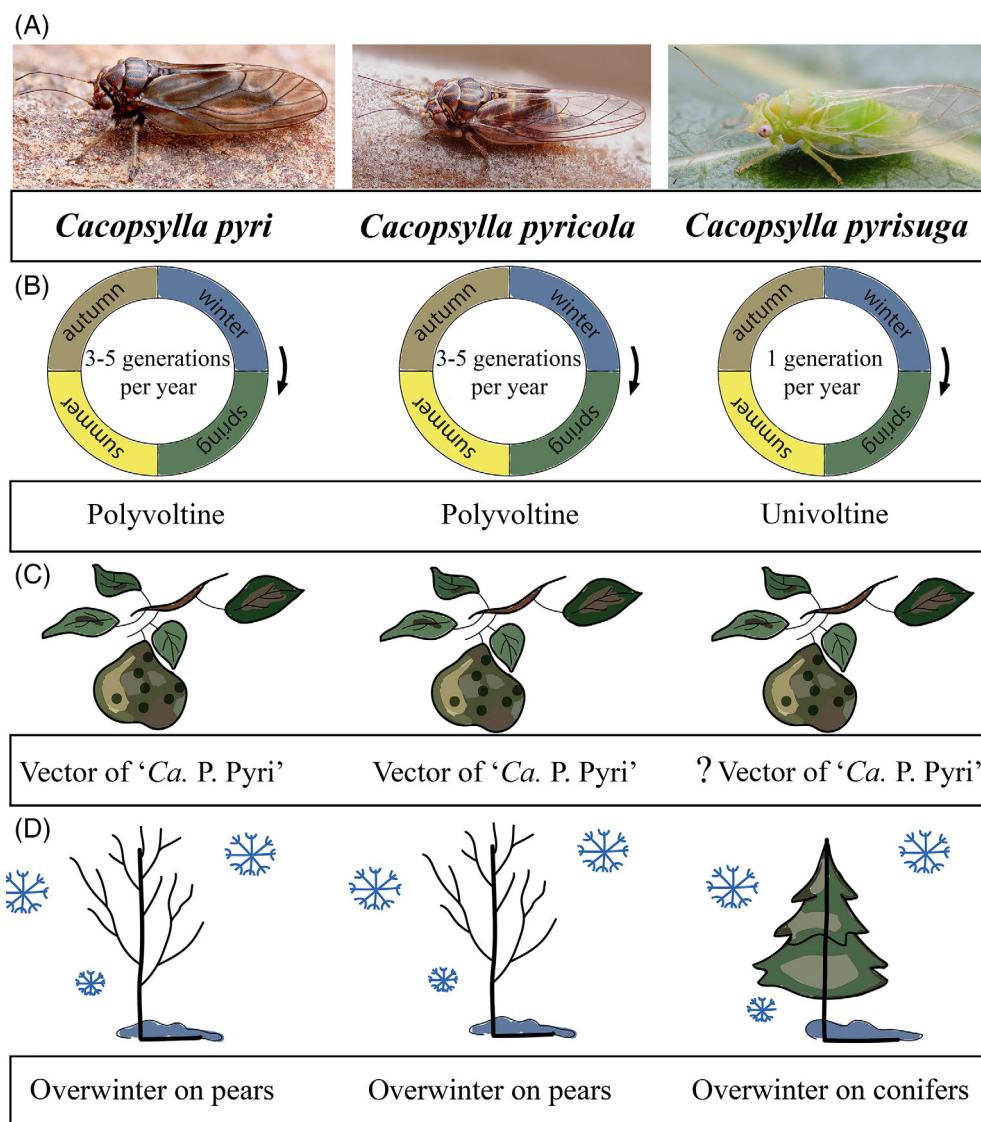 (A)
Cacopsylla pyri
Cacopsylla pyricola
Cacopsylla pyrisuga
(B)
autumn
winter
3-5 generations
per year
summer
spring
autumn
winter
3-5 generations
per year
summer
spring
autumn
winter
1 generation
per year
summer
spring
Polyvoltine
Polyvoltine
Univoltine
(C)
Vector of ‘Ca. P. Pyri’
Vector of ‘Ca. P. Pyri’
? Vector of ‘Ca. P. Pyri’
(D)
Overwinter on pears
Overwinter on pears
Overwinter on conifers